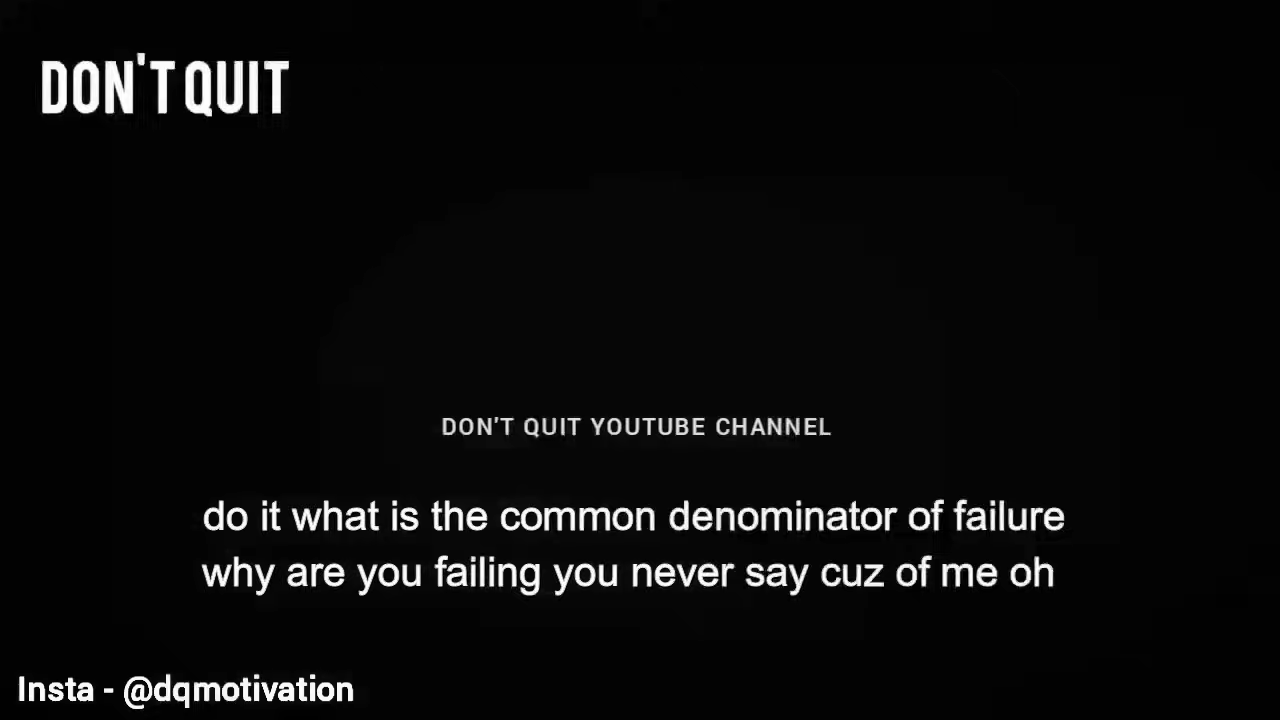 DON'T QUIT
DON'T QUIT YOUTUBE CHANNEL
do it what is the common denominator of failure
why are you failing you never say cuz of me oh
Insta - @dqmotivation